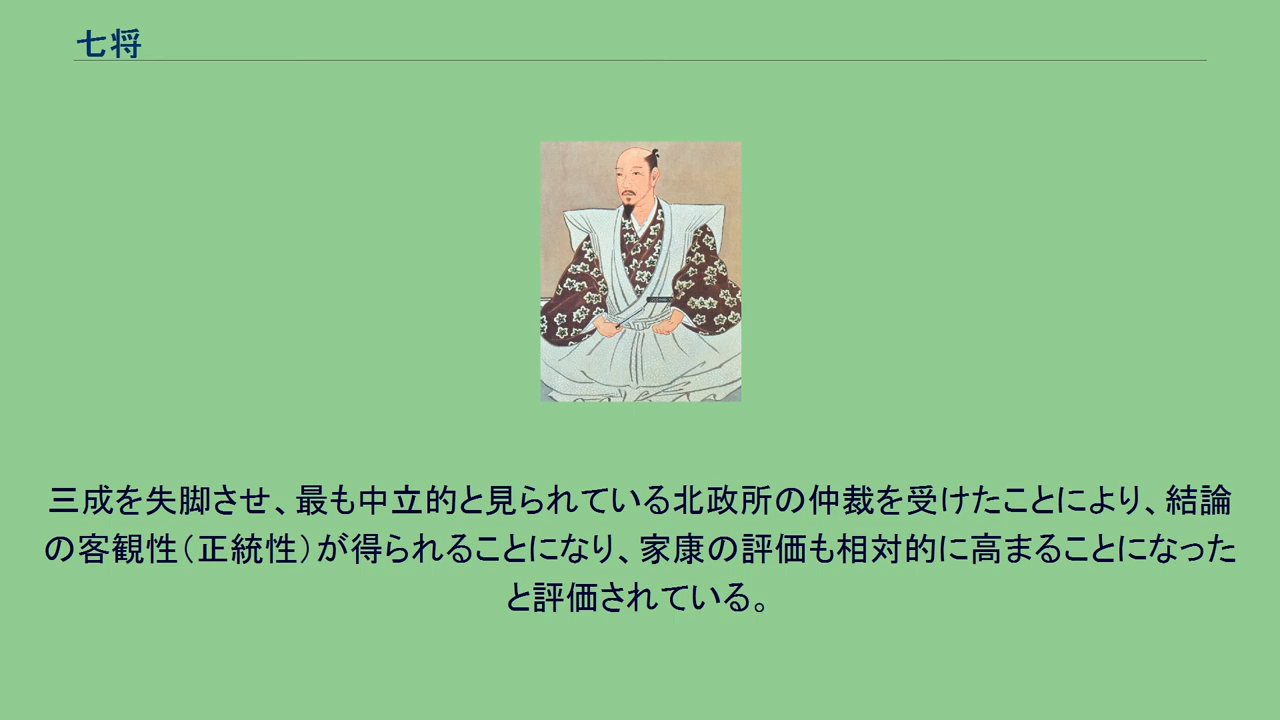 七将
三成を失脚させ、最も中立的と見られている北政所の仲裁を受けたことにより、結論
の客観性(正統性)が得られることになり、家康の評価も相対的に高まることになった
と評価されている。